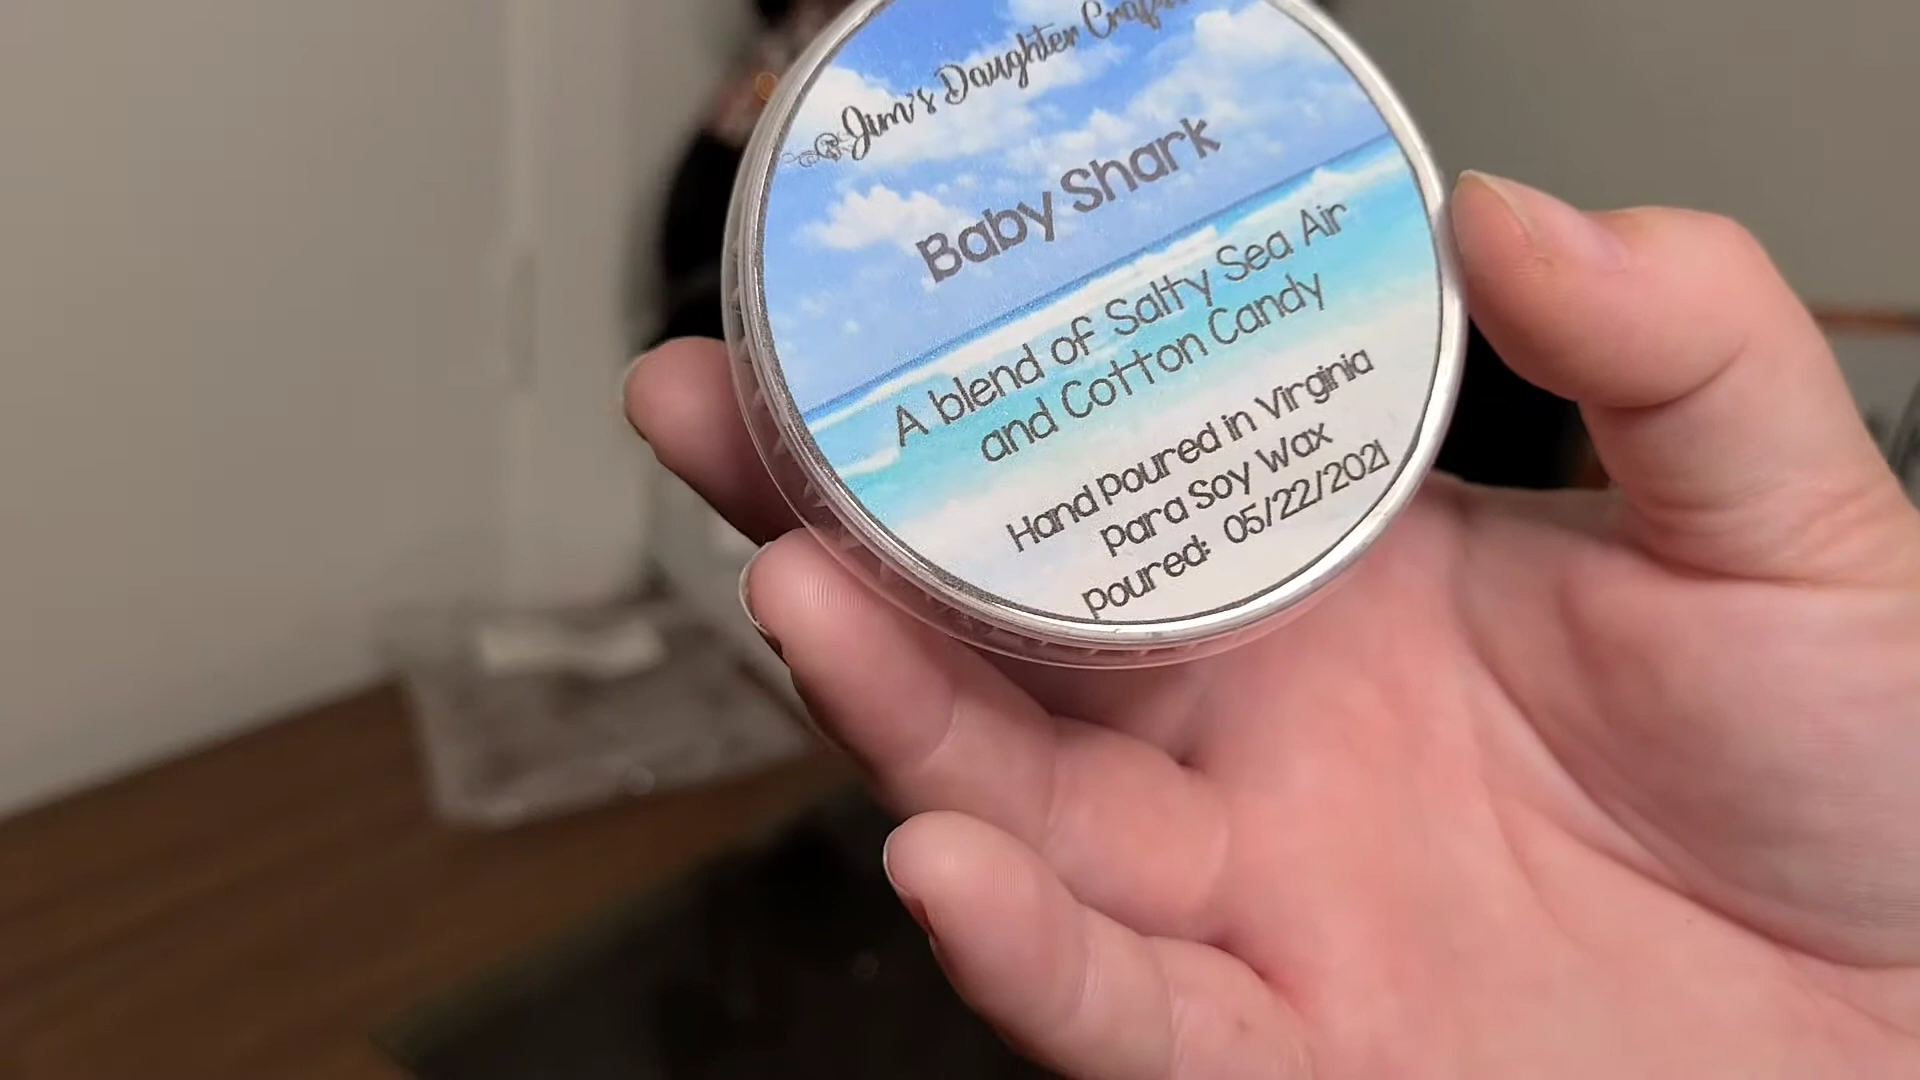 Jim's Daughter
Baby Shark
A blend of Salty Sea Air
and Cotton Candy
Hand Poured in Virginia
para Soy Wax
poured: 05/22/2021